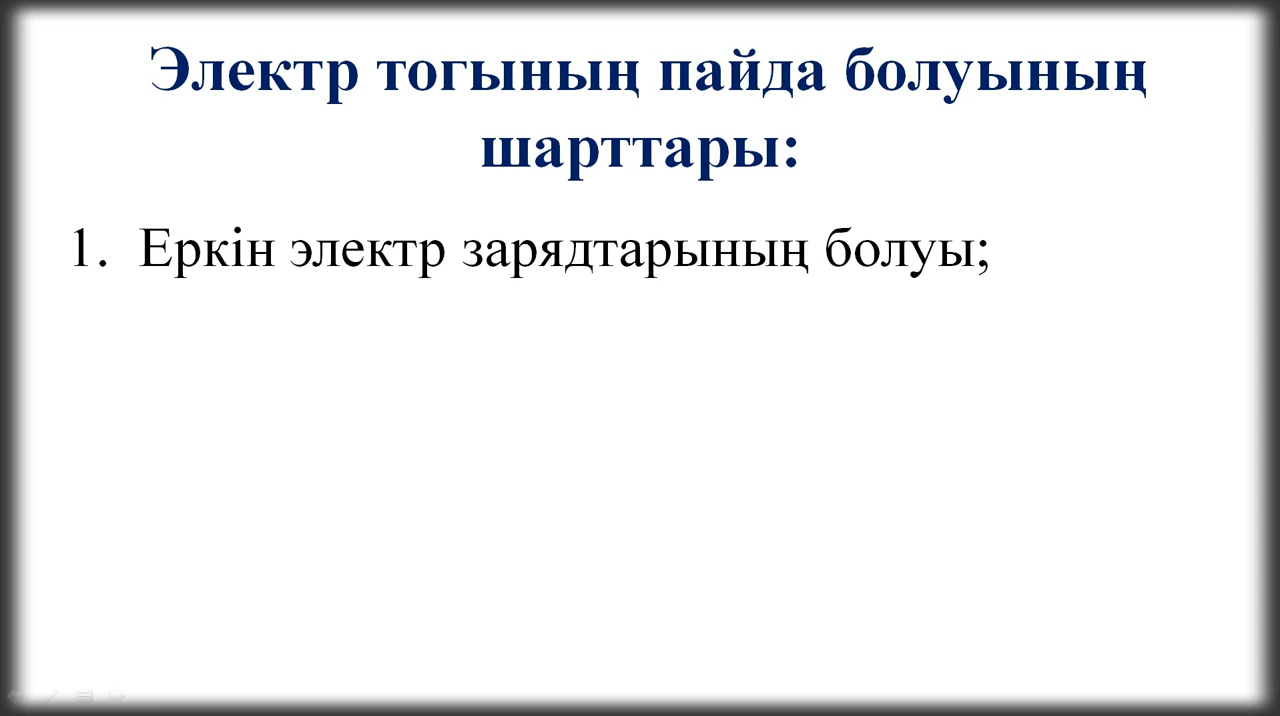 Электр тогының пайда болуының
шарттары:
1. Еркін электр зарядтарының болуы;